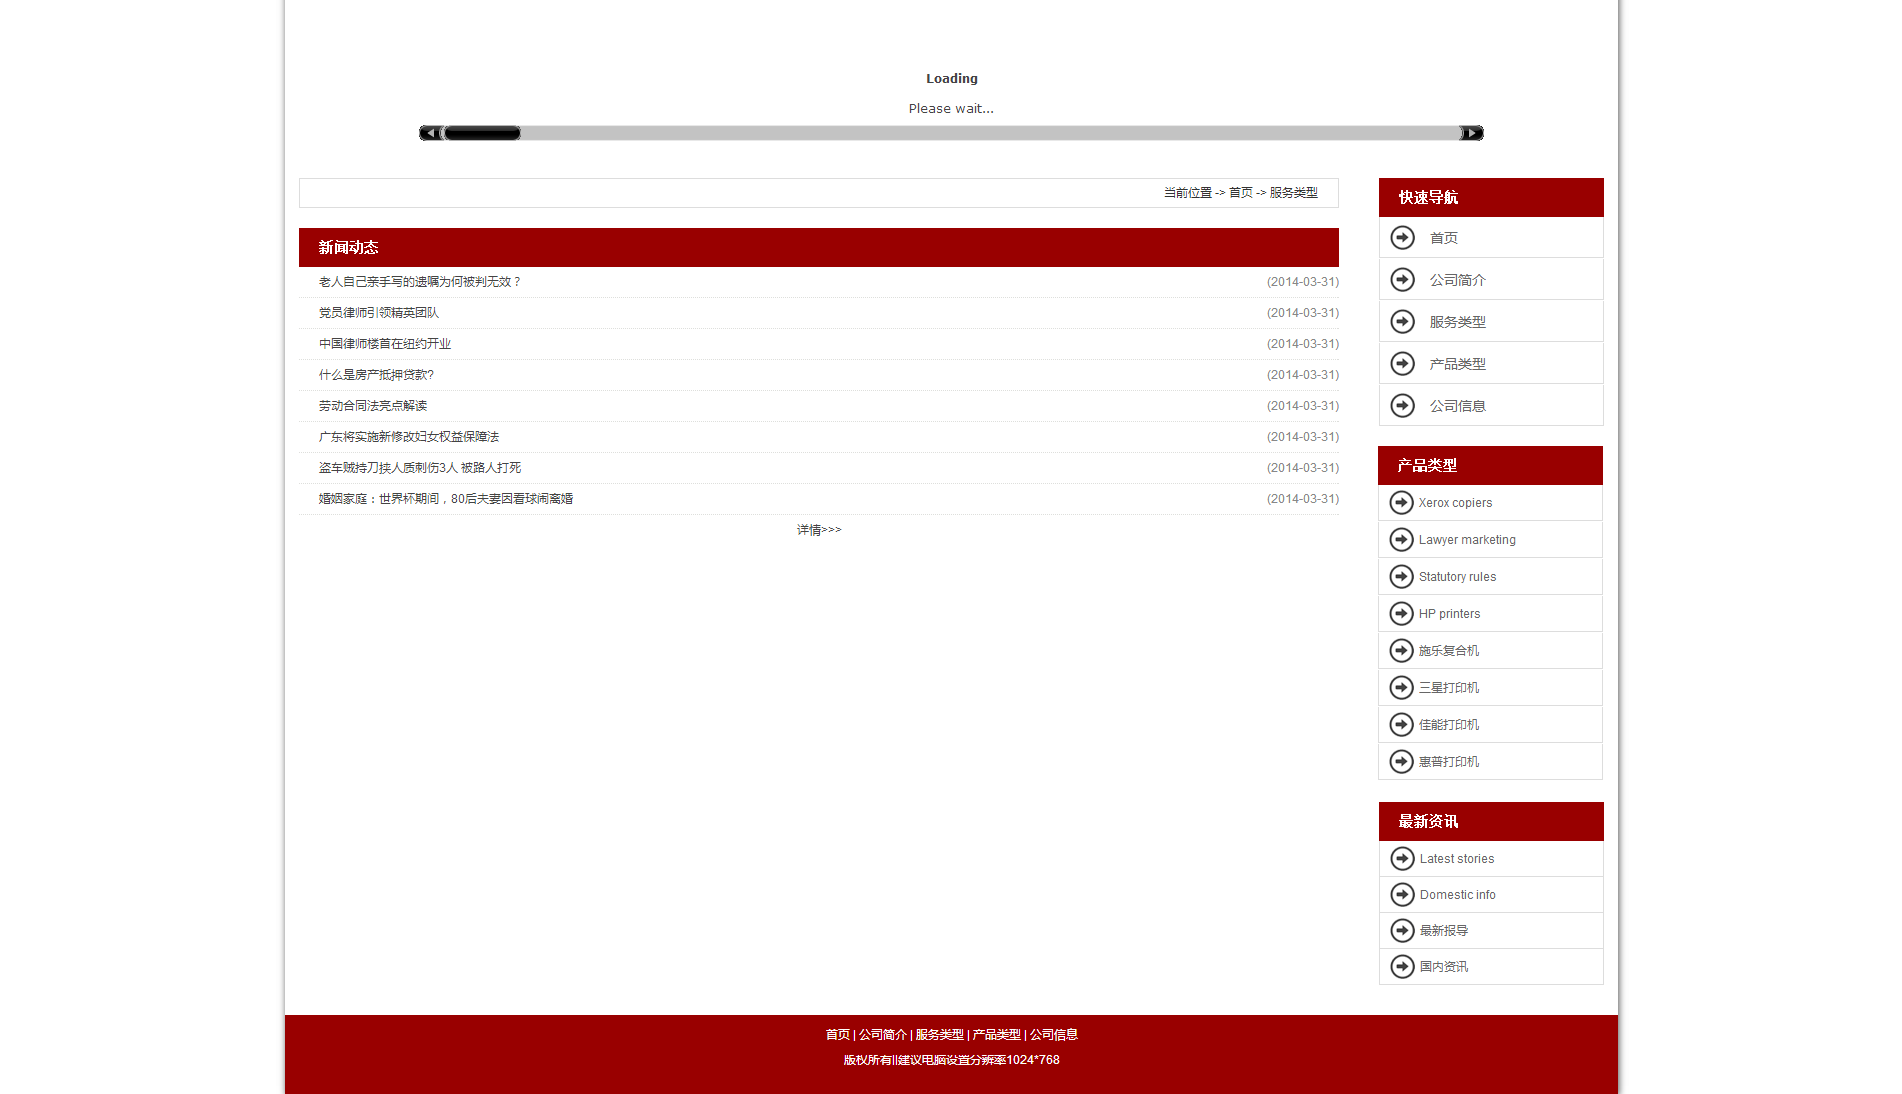 Loading
Please wait...
当前位置 -> 首页 -> 服务类型
新闻动态
老人自己亲手写的遗嘱为何被判无效？ (2014-03-31)
党员律师引领精英团队 (2014-03-31)
中国律师楼首在纽约开业 (2014-03-31)
什么是房产抵押贷款? (2014-03-31)
劳动合同法亮点解读 (2014-03-31)
广东将实施新修改妇女权益保障法 (2014-03-31)
盗车贼持刀挟人质刺伤3人 被路人打死 (2014-03-31)
婚姻家庭：世界杯期间，80后夫妻因看球闹离婚 (2014-03-31)
详情>>>
快速导航
首页
公司简介
服务类型
产品类型
公司信息
产品类型
Xerox copiers
Lawyer marketing
Statutory rules
HP printers
施乐复合机
三星打印机
佳能打印机
惠普打印机
最新资讯
Latest stories
Domestic info
最新报导
国内资讯
首页 | 公司简介 | 服务类型 | 产品类型 | 公司信息
版权所有||建议电脑设置分辨率1024*768